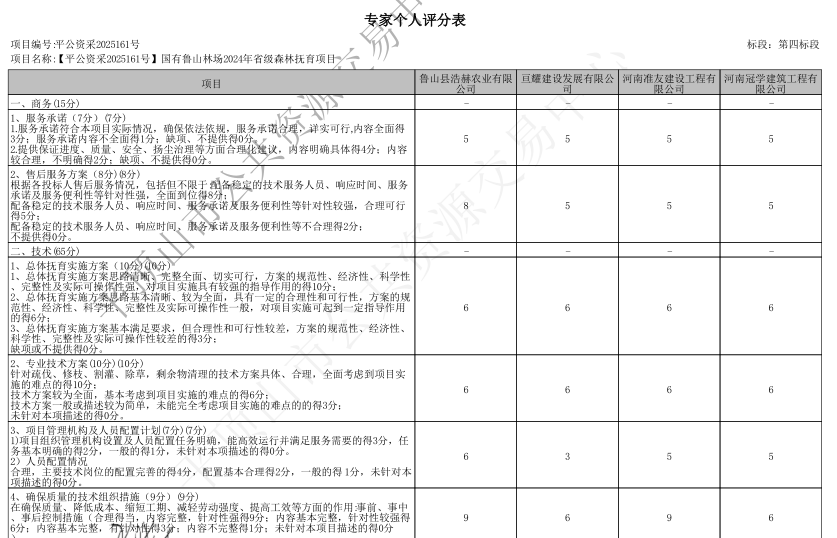 专家个人评分表
项目编号:平公资采2025161号
标段: 第四标段
项目名称:【平公资采2025161号】国有鲁山林场2024年省级森林抚育项目
项目
鲁山县浩赫农业有限公司
亘耀建设发展有限公司
河南准友建设工程有限公司
河南冠学建筑工程有限公司
一、商务(15分) – – – –
1、服务承诺（7分）(7分)
1.服务承诺符合本项目实际情况，确保依法依规，服务承诺合理，详实可行,内容全面得
3分；服务承诺内容不全面得1分；缺项、不提供得0分。
2.提供保证进度、质量、安全、扬尘治理等方面合理化建议，内容明确具体得4分；内容
较合理，不明确得2分；缺项、不提供得0分。
5 5 5 5
2、售后服务方案（8分)(8分)
根据各投标人售后服务情况，包括但不限于:配备稳定的技术服务人员、响应时间、服务
承诺及服务便利性等针对性强，全面到位得8分；
配备稳定的技术服务人员、响应时间、服务承诺及服务便利性等针对性较强，合理可行
得5分；
配备稳定的技术服务人员、响应时间、服务承诺及服务便利性等不合理得2分；
不提供得0分。
8 5 5 5
二、技术(65分) – – – –
1、总体抚育实施方案（10分)(10分)
1、总体抚育实施方案思路清晰、完整全面、切实可行，方案的规范性、经济性、科学性
、完整性及实际可操作性强、对项目实施具有较强的指导作用的得10分；
2、总体抚育实施方案思路基本清晰、较为全面，具有一定的合理性和可行性，方案的规
范性、经济性、科学性、完整性及实际可操作性一般，对项目实施可起到一定指导作用
的得6分；
3、总体抚育实施方案基本满足要求，但合理性和可行性较差，方案的规范性、经济性、
科学性、完整性及实际可操作性较差的得3分；
缺项或不提供得0分。
6 6 6 6
2、专业技术方案(10分)(10分)
针对疏伐、修枝、割灌、除草，剩余物清理的技术方案具体、合理，全面考虑到项目实
施的难点的得10分；
技术方案较为全面，基本考虑到项目实施的难点的得6分；
技术方案一般或描述较为简单，未能完全考虑项目实施的难点的的得3分；
未针对本项描述的得0分。
6 6 6 6
3、项目管理机构及人员配置计划(7分)(7分)
1)项目组织管理机构设置及人员配置任务明确，能高效运行并满足服务需要的得3分，任
务基本明确的得2分，一般的得1分，未针对本项描述的得0分。
2）人员配置情况
合理，主要技术岗位的配置完善的得4分，配置基本合理得2分，一般的得 1分，未针对本
项描述的得0分。
6 3 5 5
4、确保质量的技术组织措施（9分）(9分)
在确保质量、降低成本、缩短工期、减轻劳动强度、提高工效等方面的作用:事前、事中
、事后控制措施（合理得当，内容完整，针对性强得9分；内容基本完整，针对性较强得
6分；内容基本完整，有针对性得3分；内容不完整得1分；未针对本项目描述的得0分
9 6 9 6
平顶山市公共资源交易中心
平顶山市公共资源交易中心